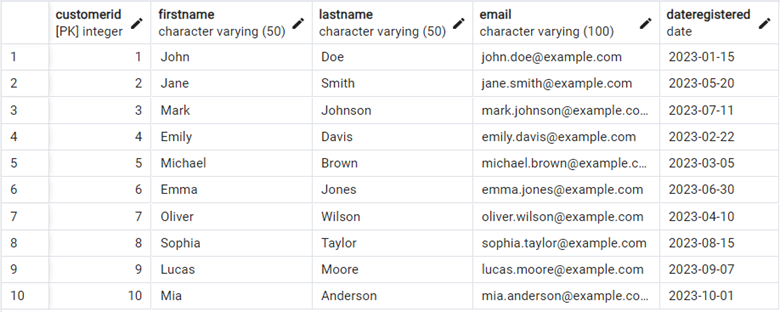 customerid firstname lastname email dateregistered
[PK] integer character varying (50) character varying (50) character varying (100) date
1 1 John Doe john.doe@example.com 2023-01-15
2 2 Jane Smith jane.smith@example.com 2023-05-20
3 3 Mark Johnson mark.johnson@example.co... 2023-07-11
4 4 Emily Davis emily.davis@example.com 2023-02-22
5 5 Michael Brown michael.brown@example.c... 2023-03-05
6 6 Emma Jones emma.jones@example.com 2023-06-30
7 7 Oliver Wilson oliver.wilson@example.com 2023-04-10
8 8 Sophia Taylor sophia.taylor@example.com 2023-08-15
9 9 Lucas Moore lucas.moore@example.com 2023-09-07
10 10 Mia Anderson mia.anderson@example.co... 2023-10-01